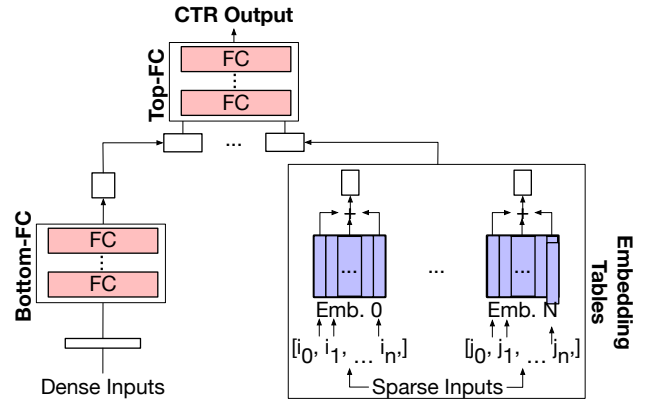 CTR Output
Top-FC
FC
FC
...
Bottom-FC
FC
FC
Dense Inputs
...
...
...
Emb. 0
Emb. N
[i0, i1, ... in,]
[j0, j1, ... jn,]
Sparse Inputs
Embedding
Tables